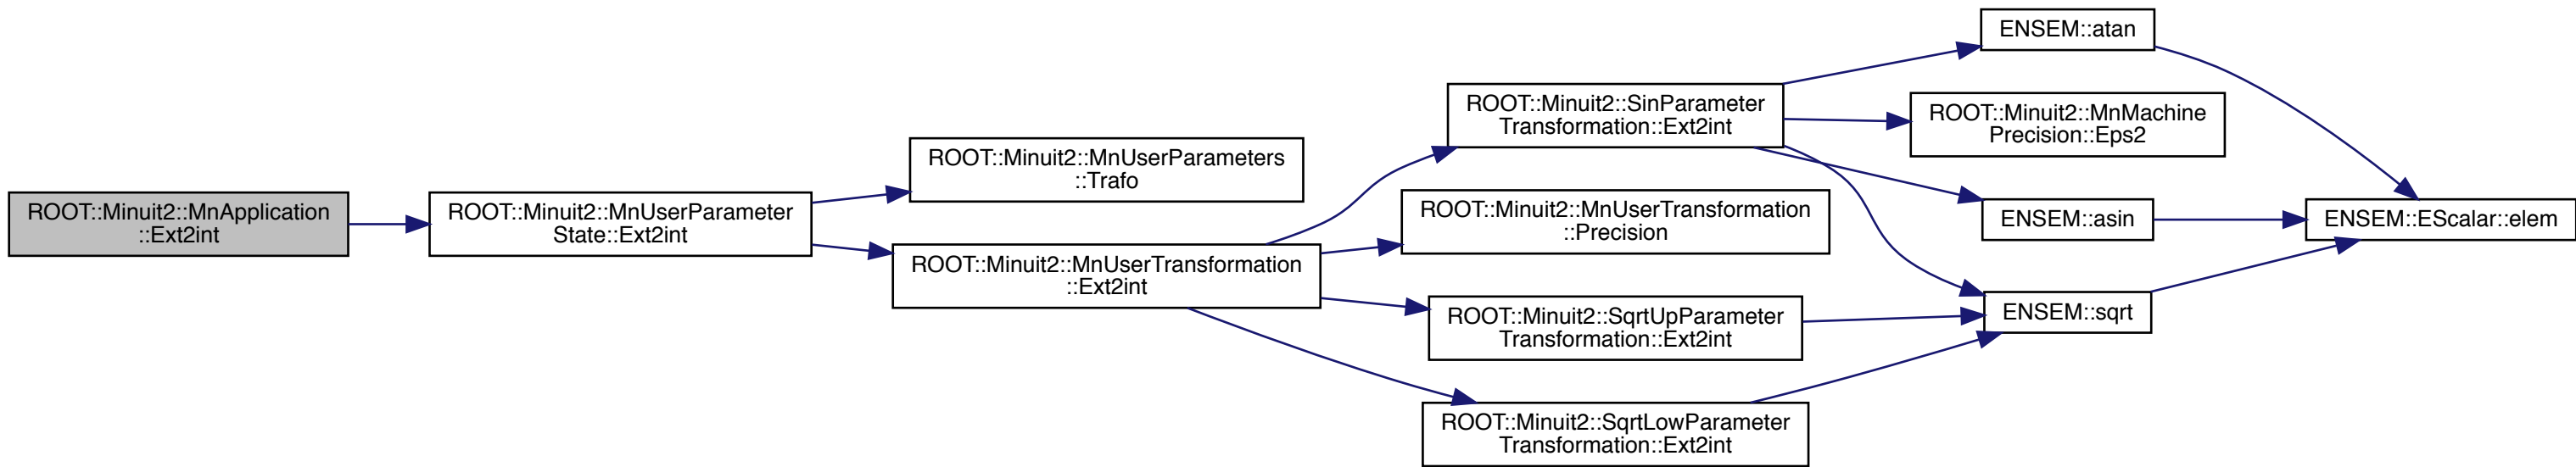 ROOT::Minuit2::MnApplication
::Ext2int
ROOT::Minuit2::MnUserParameter
State::Ext2int
ROOT::Minuit2::MnUserParameters
::Trafo
ROOT::Minuit2::MnUserTransformation
::Ext2int
ROOT::Minuit2::SinParameter
Transformation::Ext2int
ROOT::Minuit2::MnUserTransformation
::Precision
ROOT::Minuit2::SqrtUpParameter
Transformation::Ext2int
ROOT::Minuit2::SqrtLowParameter
Transformation::Ext2int
ENSEM::atan
ROOT::Minuit2::MnMachine
Precision::Eps2
ENSEM::asin
ENSEM::sqrt
ENSEM::EScalar::elem